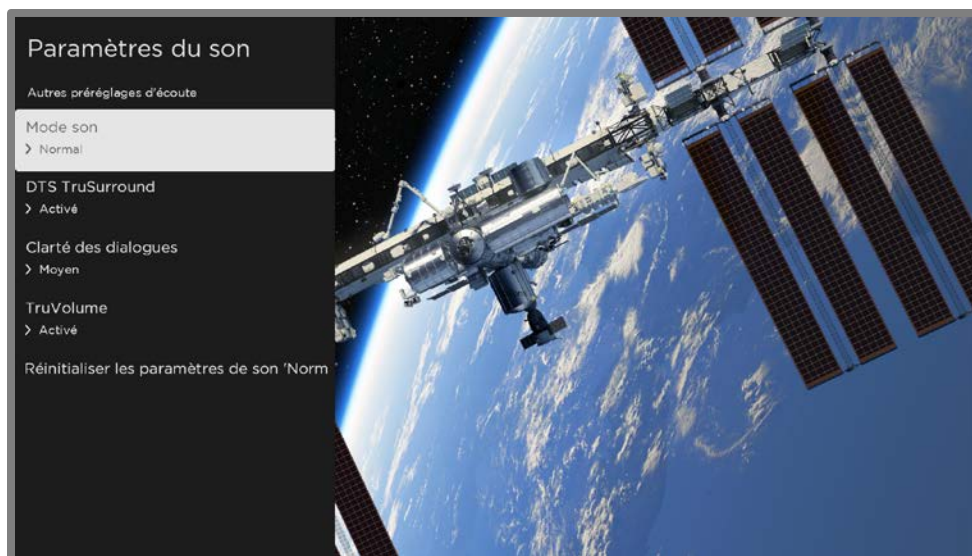 Paramètres du son
Autres préréglages d'écoute
Mode son
> Normal
DTS TruSurround
> Activé
Clarté des dialogues
> Moyen
TruVolume
> Activé
Réinitialiser les paramètres de son 'Norm